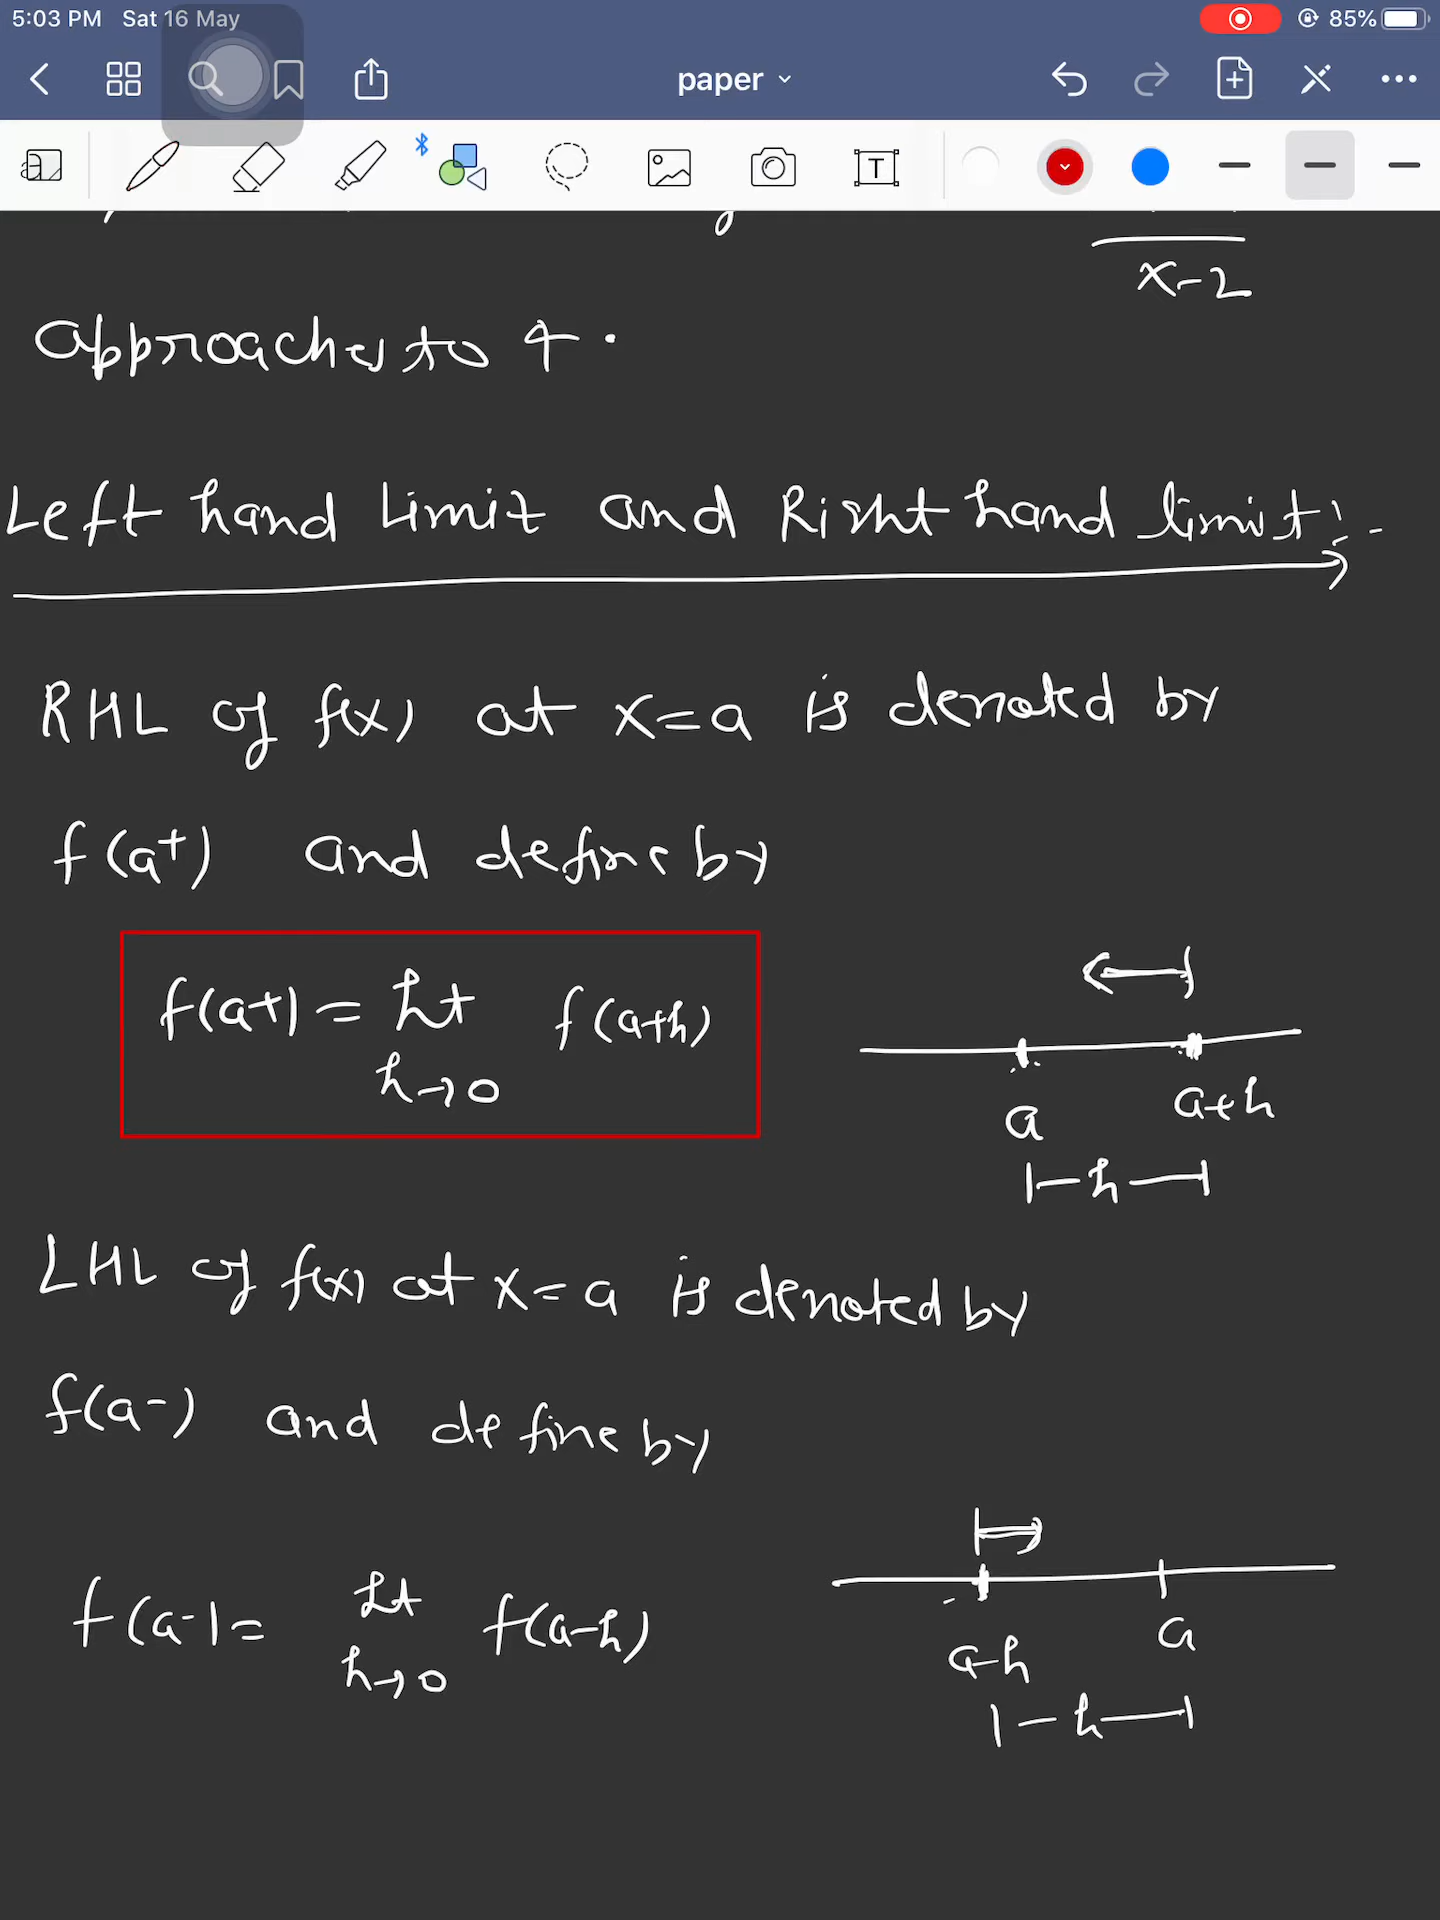 5:03 PM Sat 16 May
85%
paper
T
x-2
approaches to 4.
Left hand Limit and Right hand limit:-
RHL of f(x) at x=a is denoted by
f(a+) and define by
f(a+) = Lt f(a+h)
h→0
a
a+h
h
LHL of f(x) at x=a is denoted by
f(a-) and define by
f(a-)= Lt f(a-h)
h→0
a-h
a
h